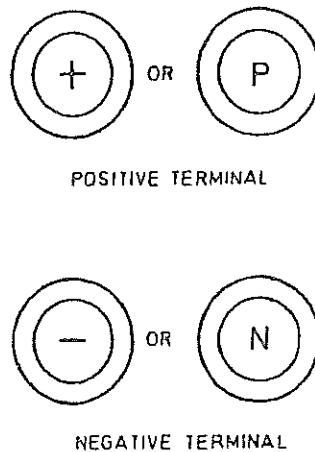 + OR P
POSITIVE TERMINAL
- OR N
NEGATIVE TERMINAL